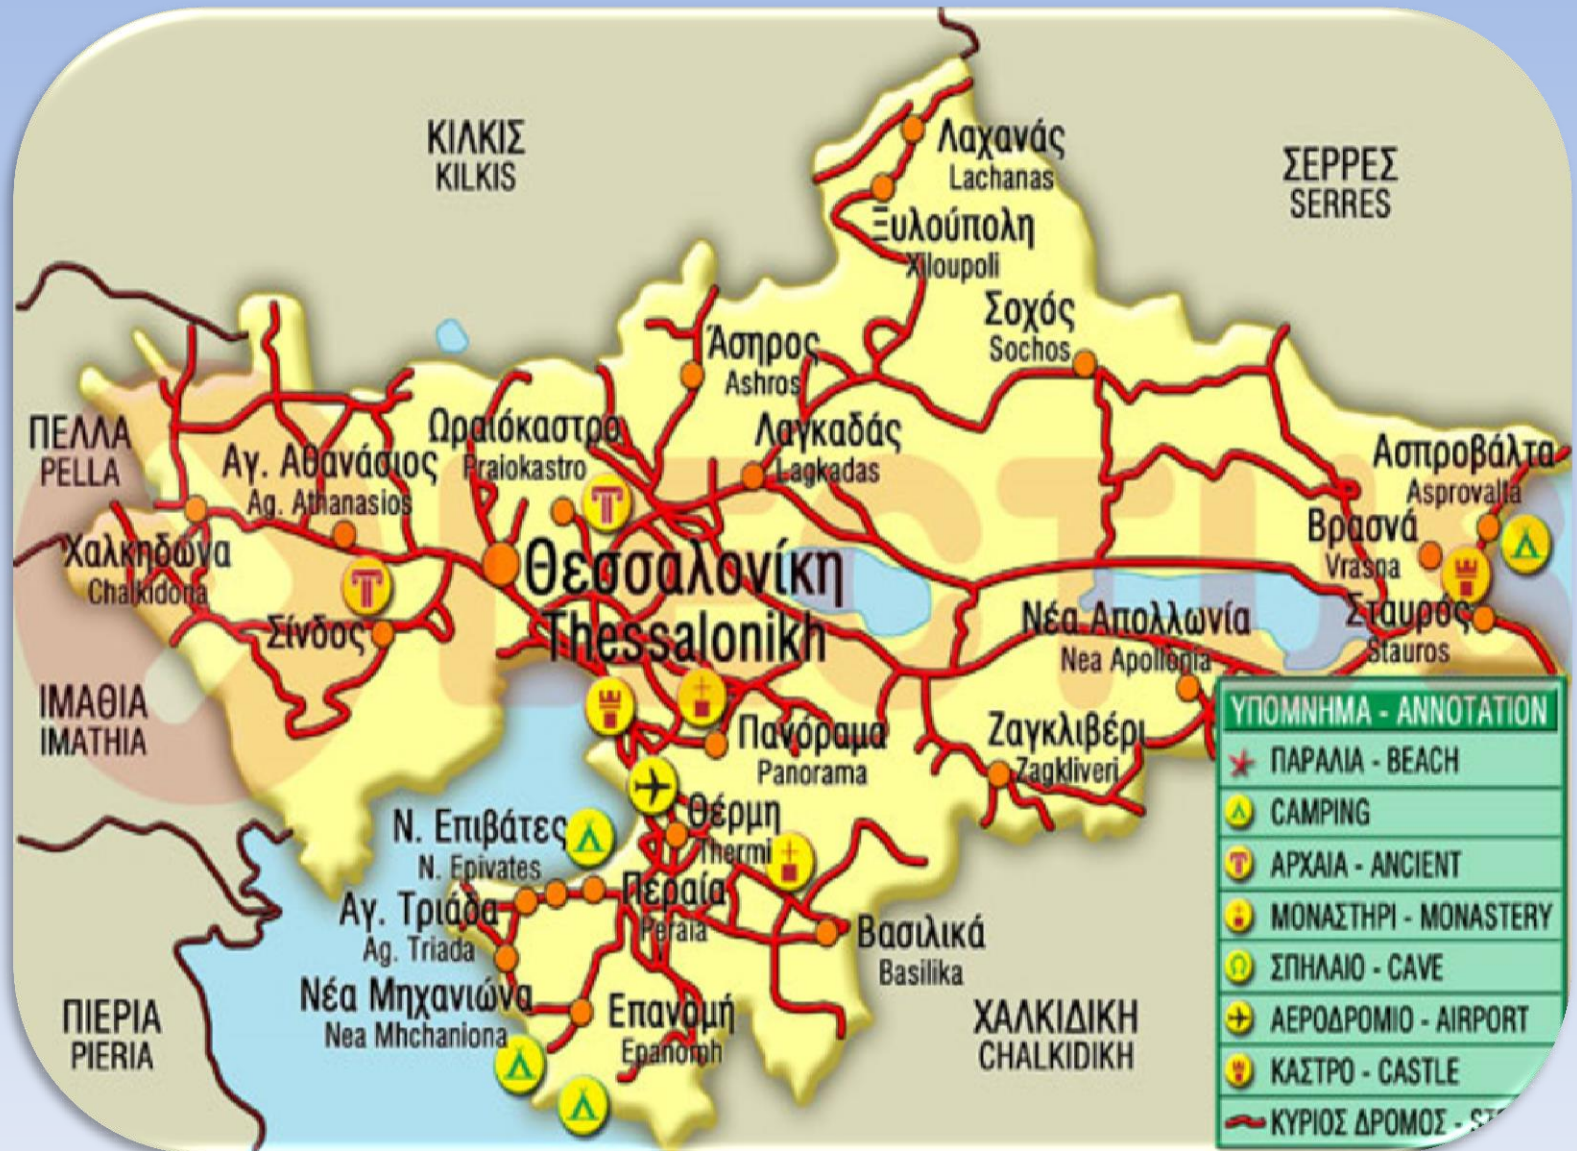 ΚΙΛΚΙΣ
KILKIS
ΣΕΡΡΕΣ
SERRES
Λαχανάς
Lachanas
Ξυλούπολη
Xiloupoli
Σοχός
Sochos
Άσηρος
Ashros
ΠΕΛΛΑ
PELLA
Ωραιόκαστρο
Praiokastro
Λαγκαδάς
Lagkadas
Αγ. Αθανάσιος
Ag. Athanasios
Ασπροβάλτα
Asprovalta
Βρασνά
Vrasna
Χαλκηδώνα
Chalkidona
Θεσσαλονίκη
Thessalonikh
Σίνδος
Νέα Απολλωνία
Nea Apollonia
Σταυρός
Stauros
ΙΜΑΘΙΑ
IMATHIA
Πανόραμα
Panorama
Ζαγκλιβέρι
Zagkliveri
Ν. Επιβάτες
N. Epivates
Θέρμη
Thermi
Περαία
Peraia
Αγ. Τριάδα
Ag. Triada
Βασιλικά
Basilika
Νέα Μηχανιώνα
Nea Mhchaniona
Επανομή
Epanomh
ΠΙΕΡΙΑ
PIERIA
ΧΑΛΚΙΔΙΚΗ
CHALKIDIKH
ΥΠΟΜΝΗΜΑ - ANNOTATION
ΠΑΡΑΛΙΑ - BEACH
CAMPING
ΑΡΧΑΙΑ - ANCIENT
ΜΟΝΑΣΤΗΡΙ - MONASTERY
ΣΠΗΛΑΙΟ - CAVE
ΑΕΡΟΔΡΟΜΙΟ - AIRPORT
ΚΑΣΤΡΟ - CASTLE
ΚΥΡΙΟΣ ΔΡΟΜΟΣ -